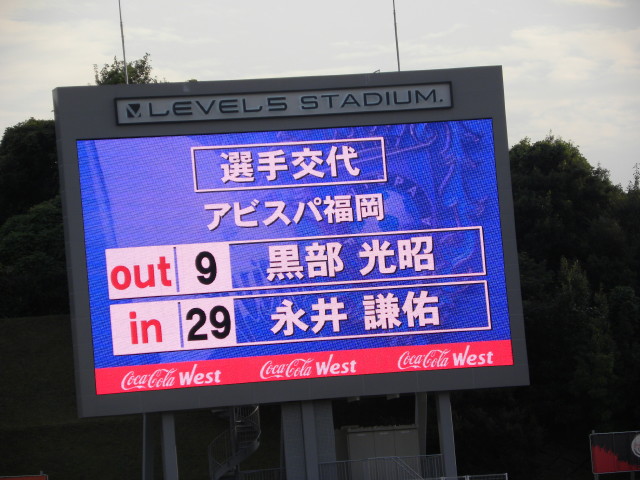 LEVEL5 STADIUM.
選手交代
アビスパ福岡
out 9 黒部 光昭
in 29 永井 謙佑
Coca-Cola West Coca-Cola West Coca-Cola West